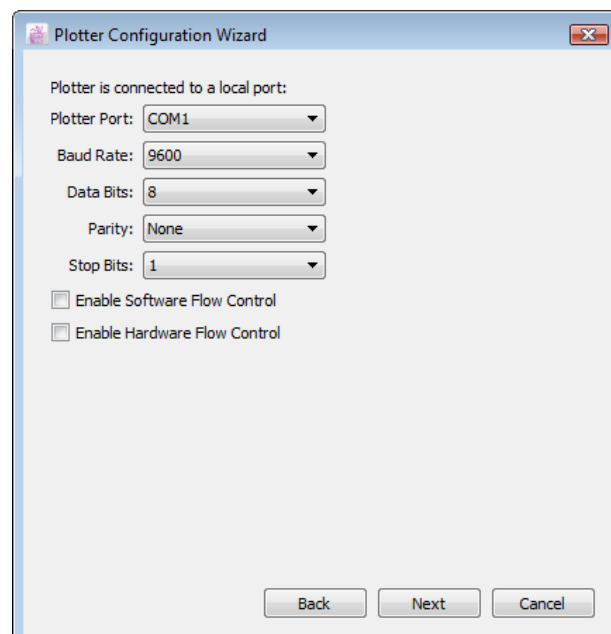 Plotter Configuration Wizard
Plotter is connected to a local port:
Plotter Port: COM1
Baud Rate: 9600
Data Bits: 8
Parity: None
Stop Bits: 1
Enable Software Flow Control
Enable Hardware Flow Control
Back Next Cancel